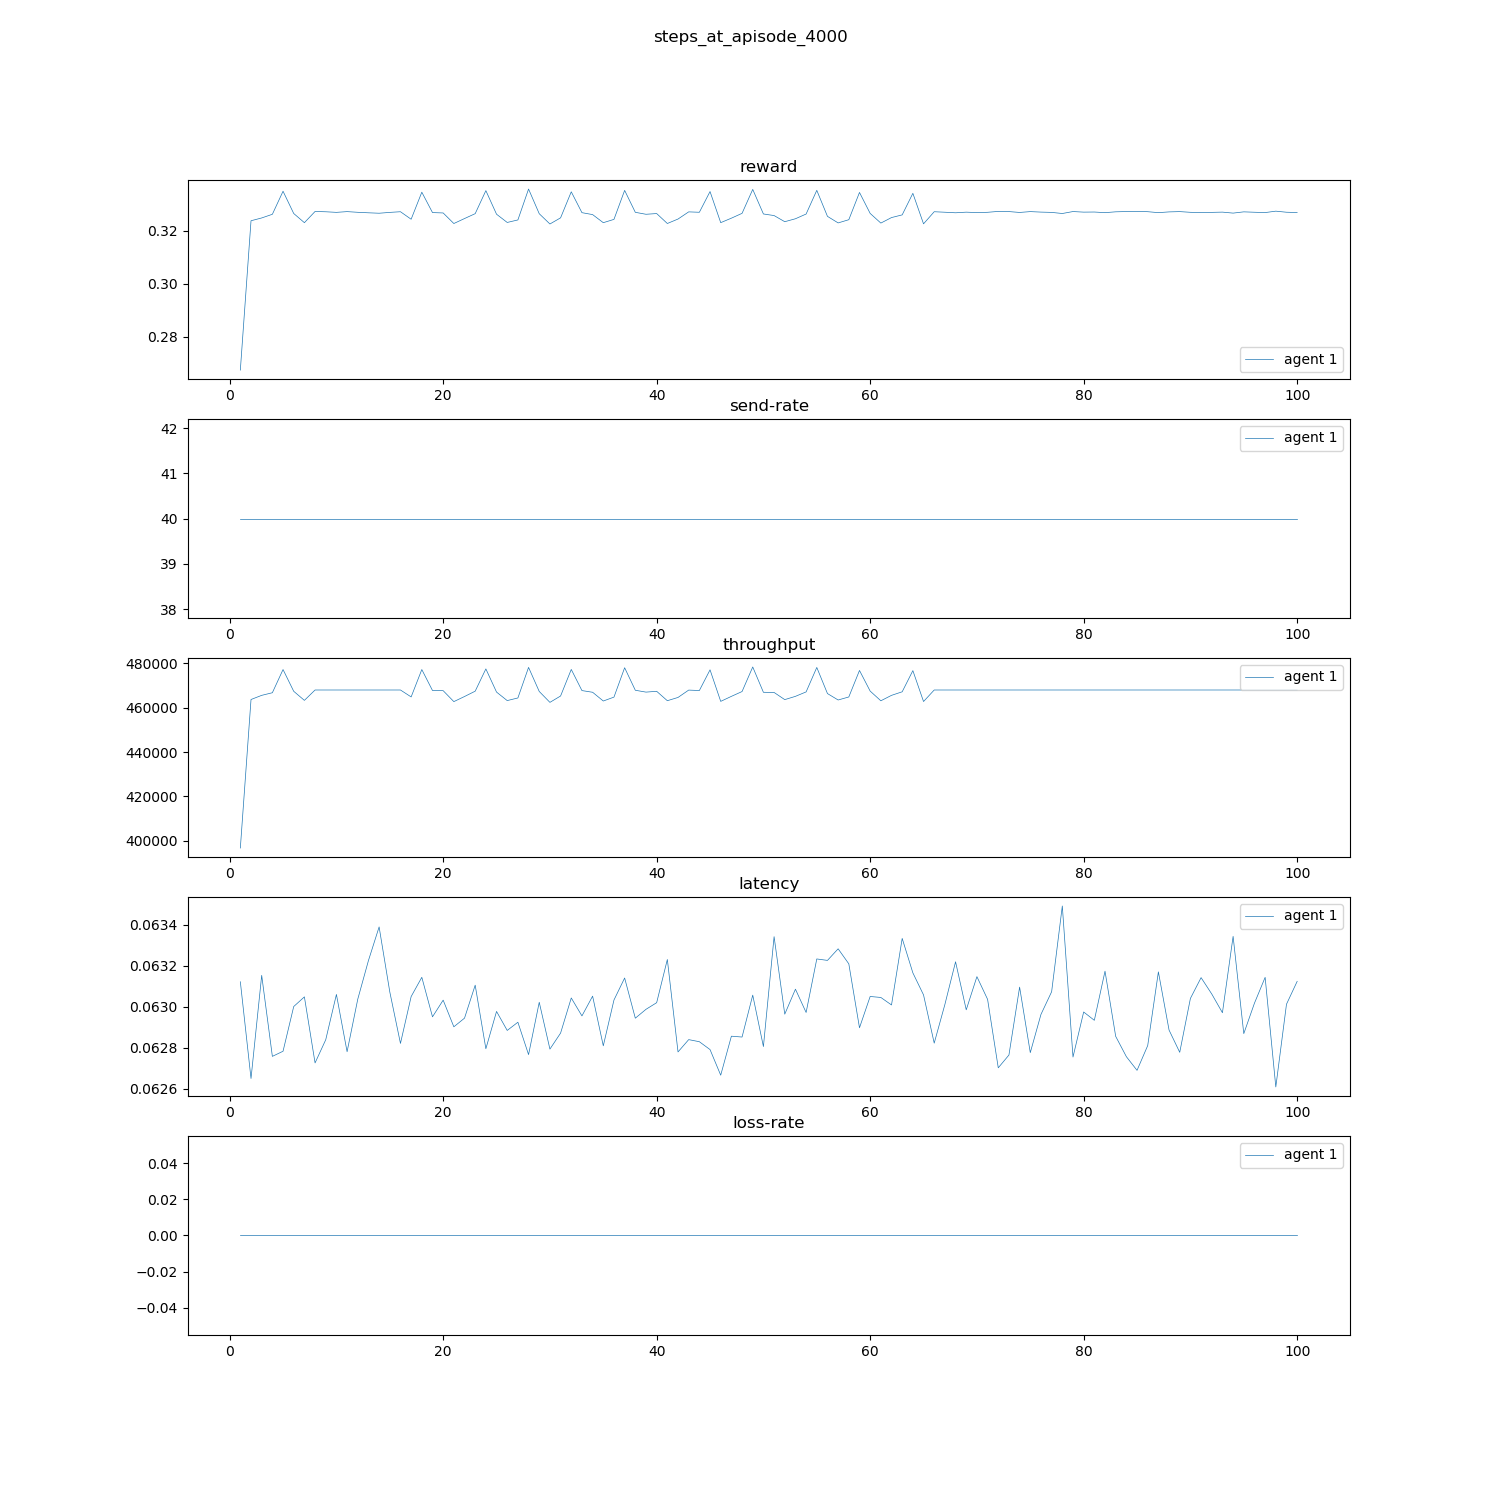 steps_at_apisode_4000
reward
0.32
0.30
0.28
agent 1
0 20 40 60 80 100
send-rate
42
41
40
39
38
agent 1
0 20 40 60 80 100
throughput
480000
460000
440000
420000
400000
agent 1
0 20 40 60 80 100
latency
0.0634
0.0632
0.0630
0.0628
0.0626
agent 1
0 20 40 60 80 100
loss-rate
0.04
0.02
0.00
−0.02
−0.04
agent 1
0 20 40 60 80 100